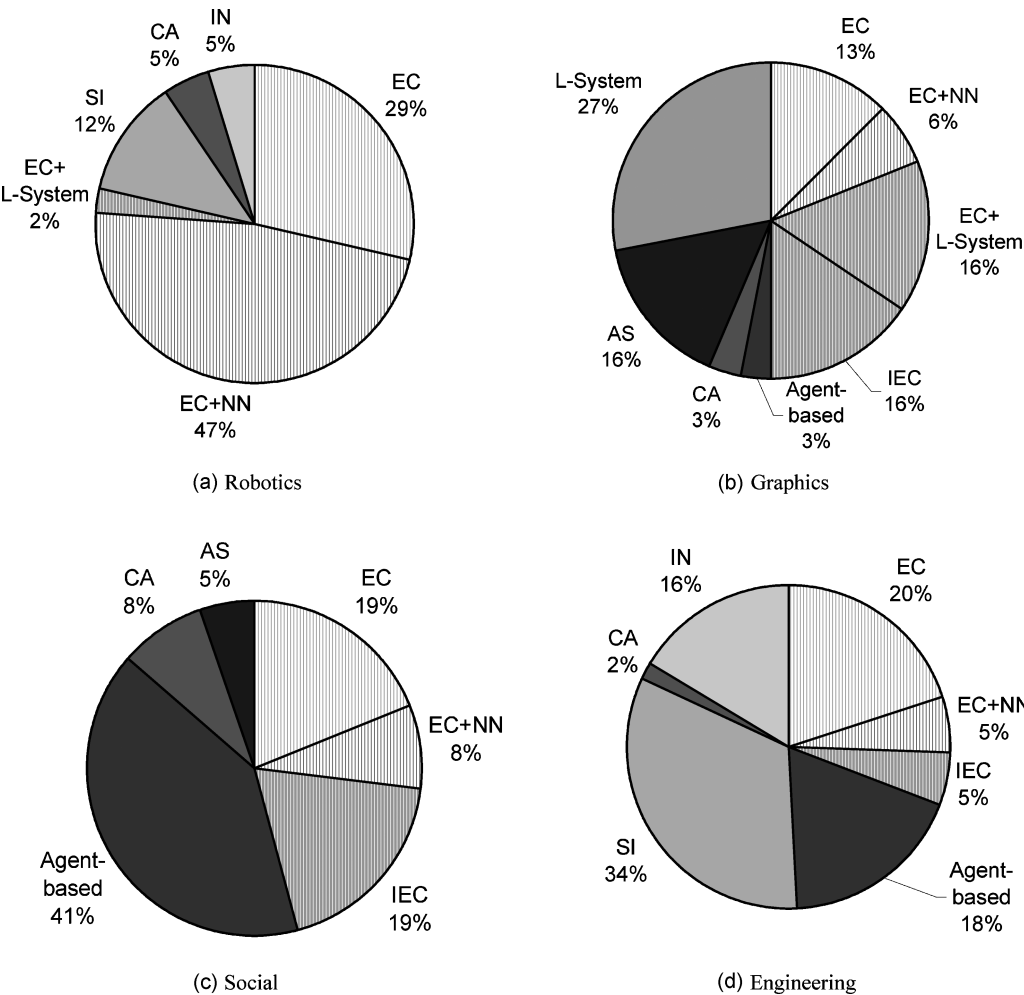 IN
5%
CA
5%
EC
29%
SI
12%
EC+
L-System
2%
EC+NN
47%
(a) Robotics
EC
13%
L-System
27%
EC+NN
6%
EC+
L-System
16%
AS
16%
IEC
16%
CA
3%
Agent-
based
3%
(b) Graphics
AS
5%
CA
8%
EC
19%
EC+NN
8%
Agent-
based
41%
IEC
19%
(c) Social
IN
16%
EC
20%
CA
2%
EC+NN
5%
IEC
5%
SI
34%
Agent-
based
18%
(d) Engineering